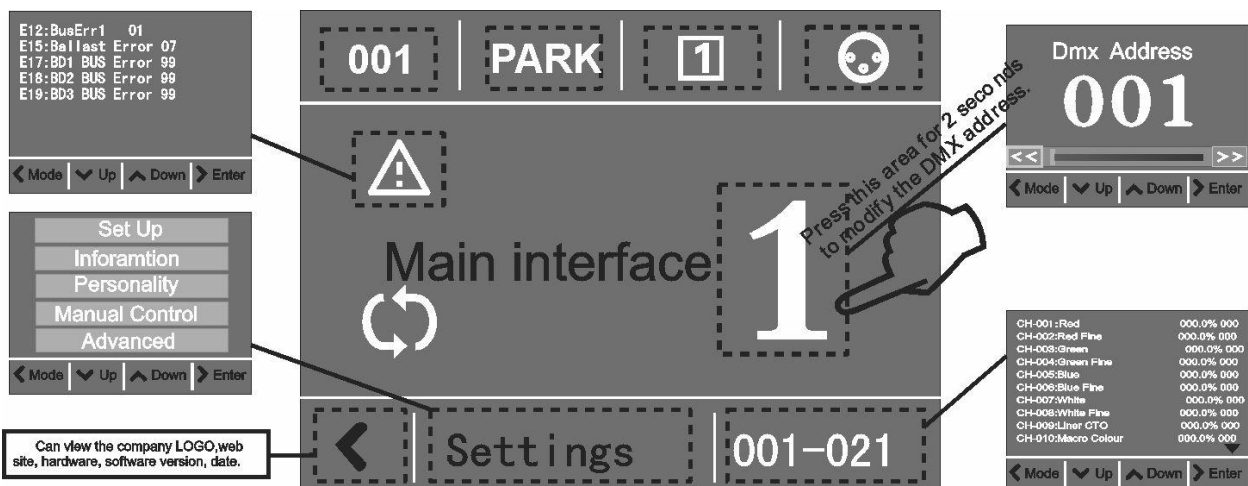 E12:BusErr1 01
E15:Ballast Error 07
E17:BD1 BUS Error 99
E18:BD2 BUS Error 99
E19:BD3 BUS Error 99
Mode Up Down Enter
Set Up
Inforamtion
Personality
Manual Control
Advanced
Mode Up Down Enter
Can view the company LOGO,web
site, hardware, software version, date.
001 PARK 1
Main interface 1
Press this area for 2 seconds
to modify the DMX address.
Settings 001-021
Dmx Address
001
<< >>
Mode Up Down Enter
CH-001:Red 000.0% 000
CH-002:Red Fine 000.0% 000
CH-003:Green 000.0% 000
CH-004:Green Fine 000.0% 000
CH-005:Blue 000.0% 000
CH-006:Blue Fine 000.0% 000
CH-007:White 000.0% 000
CH-008:White Fine 000.0% 000
CH-009:Liner CTO 000.0% 000
CH-010:Macro Colour 000.0% 000
Mode Up Down Enter